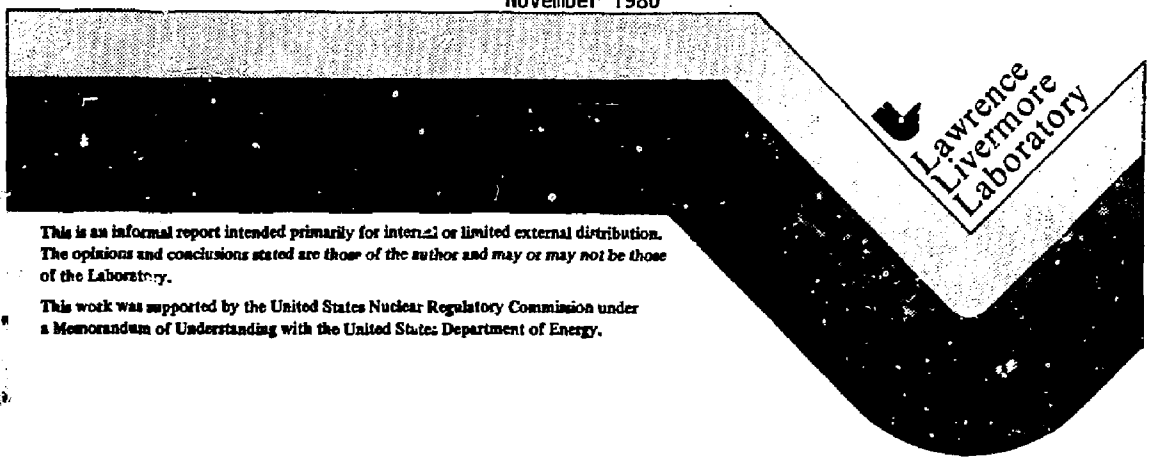 November 1980
Lawrence
Livermore
Laboratory
This is an informal report intended primarily for internal or limited external distribution.
The opinions and conclusions stated are those of the author and may or may not be those
of the Laboratory.
This work was supported by the United States Nuclear Regulatory Commission under
a Memorandum of Understanding with the United States Department of Energy.